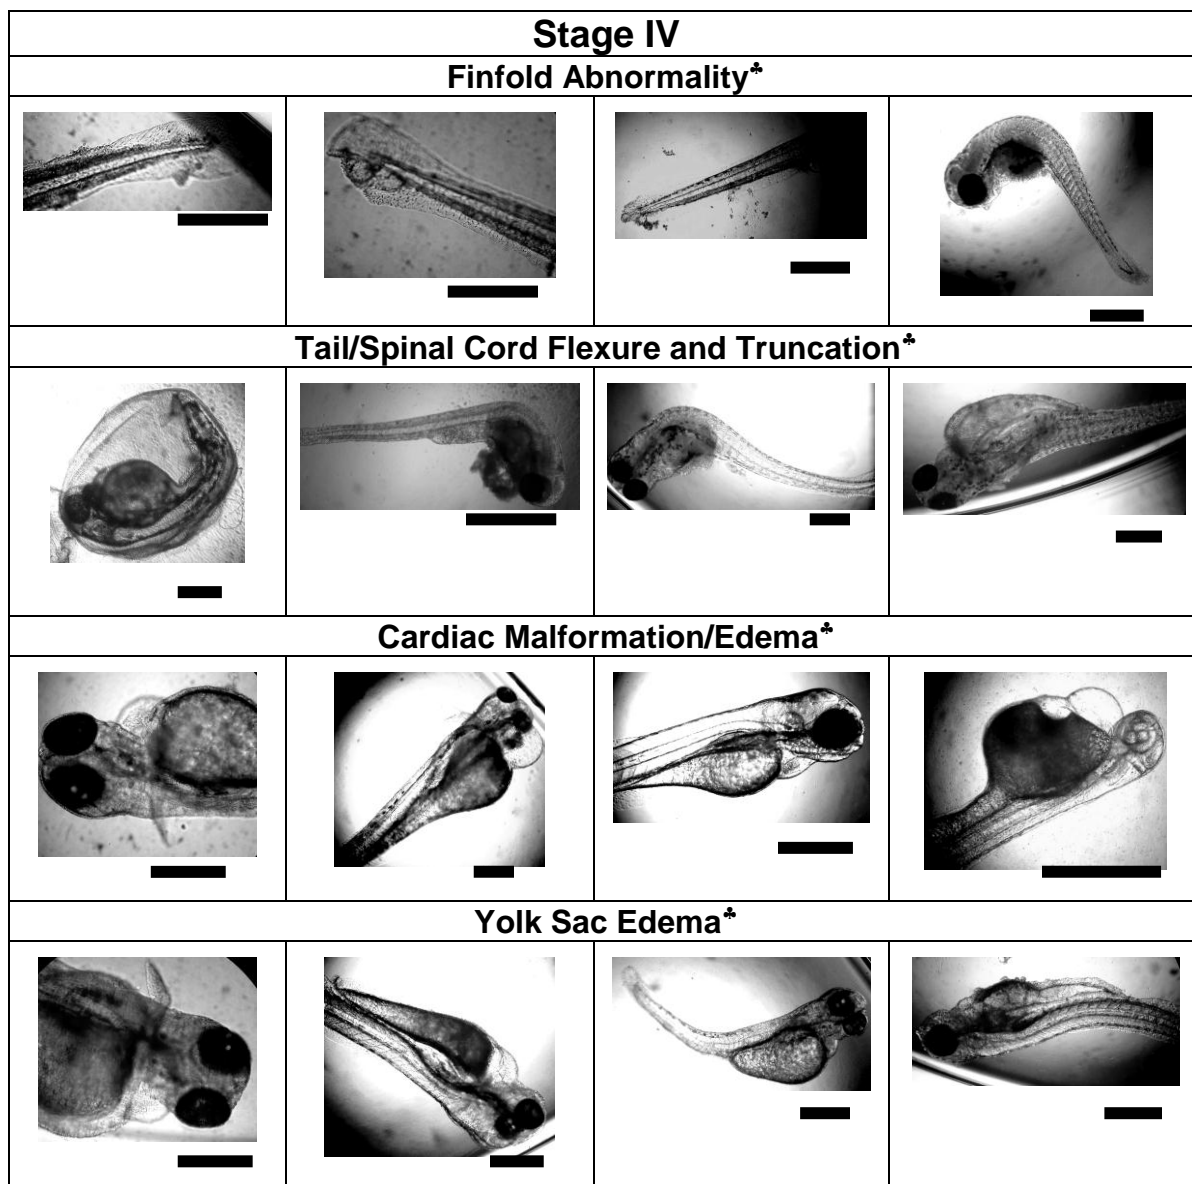 Stage IV
Finfold Abnormality♣
Tail/Spinal Cord Flexure and Truncation♣
Cardiac Malformation/Edema♣
Yolk Sac Edema♣